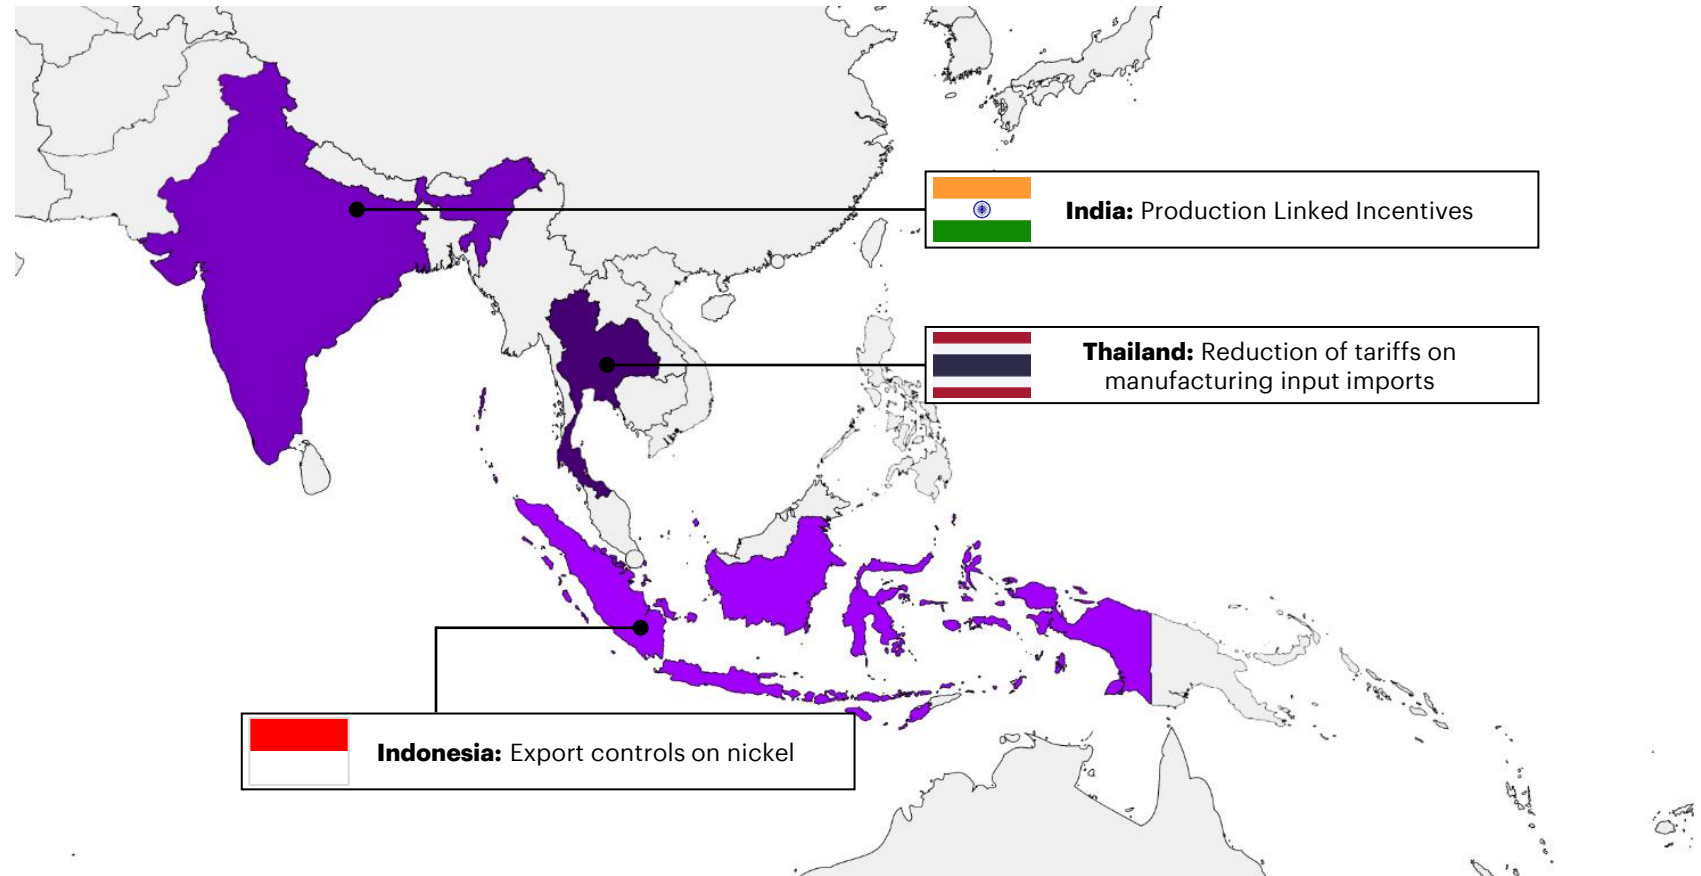 India: Production Linked Incentives
Thailand: Reduction of tariffs on
manufacturing input imports
Indonesia: Export controls on nickel